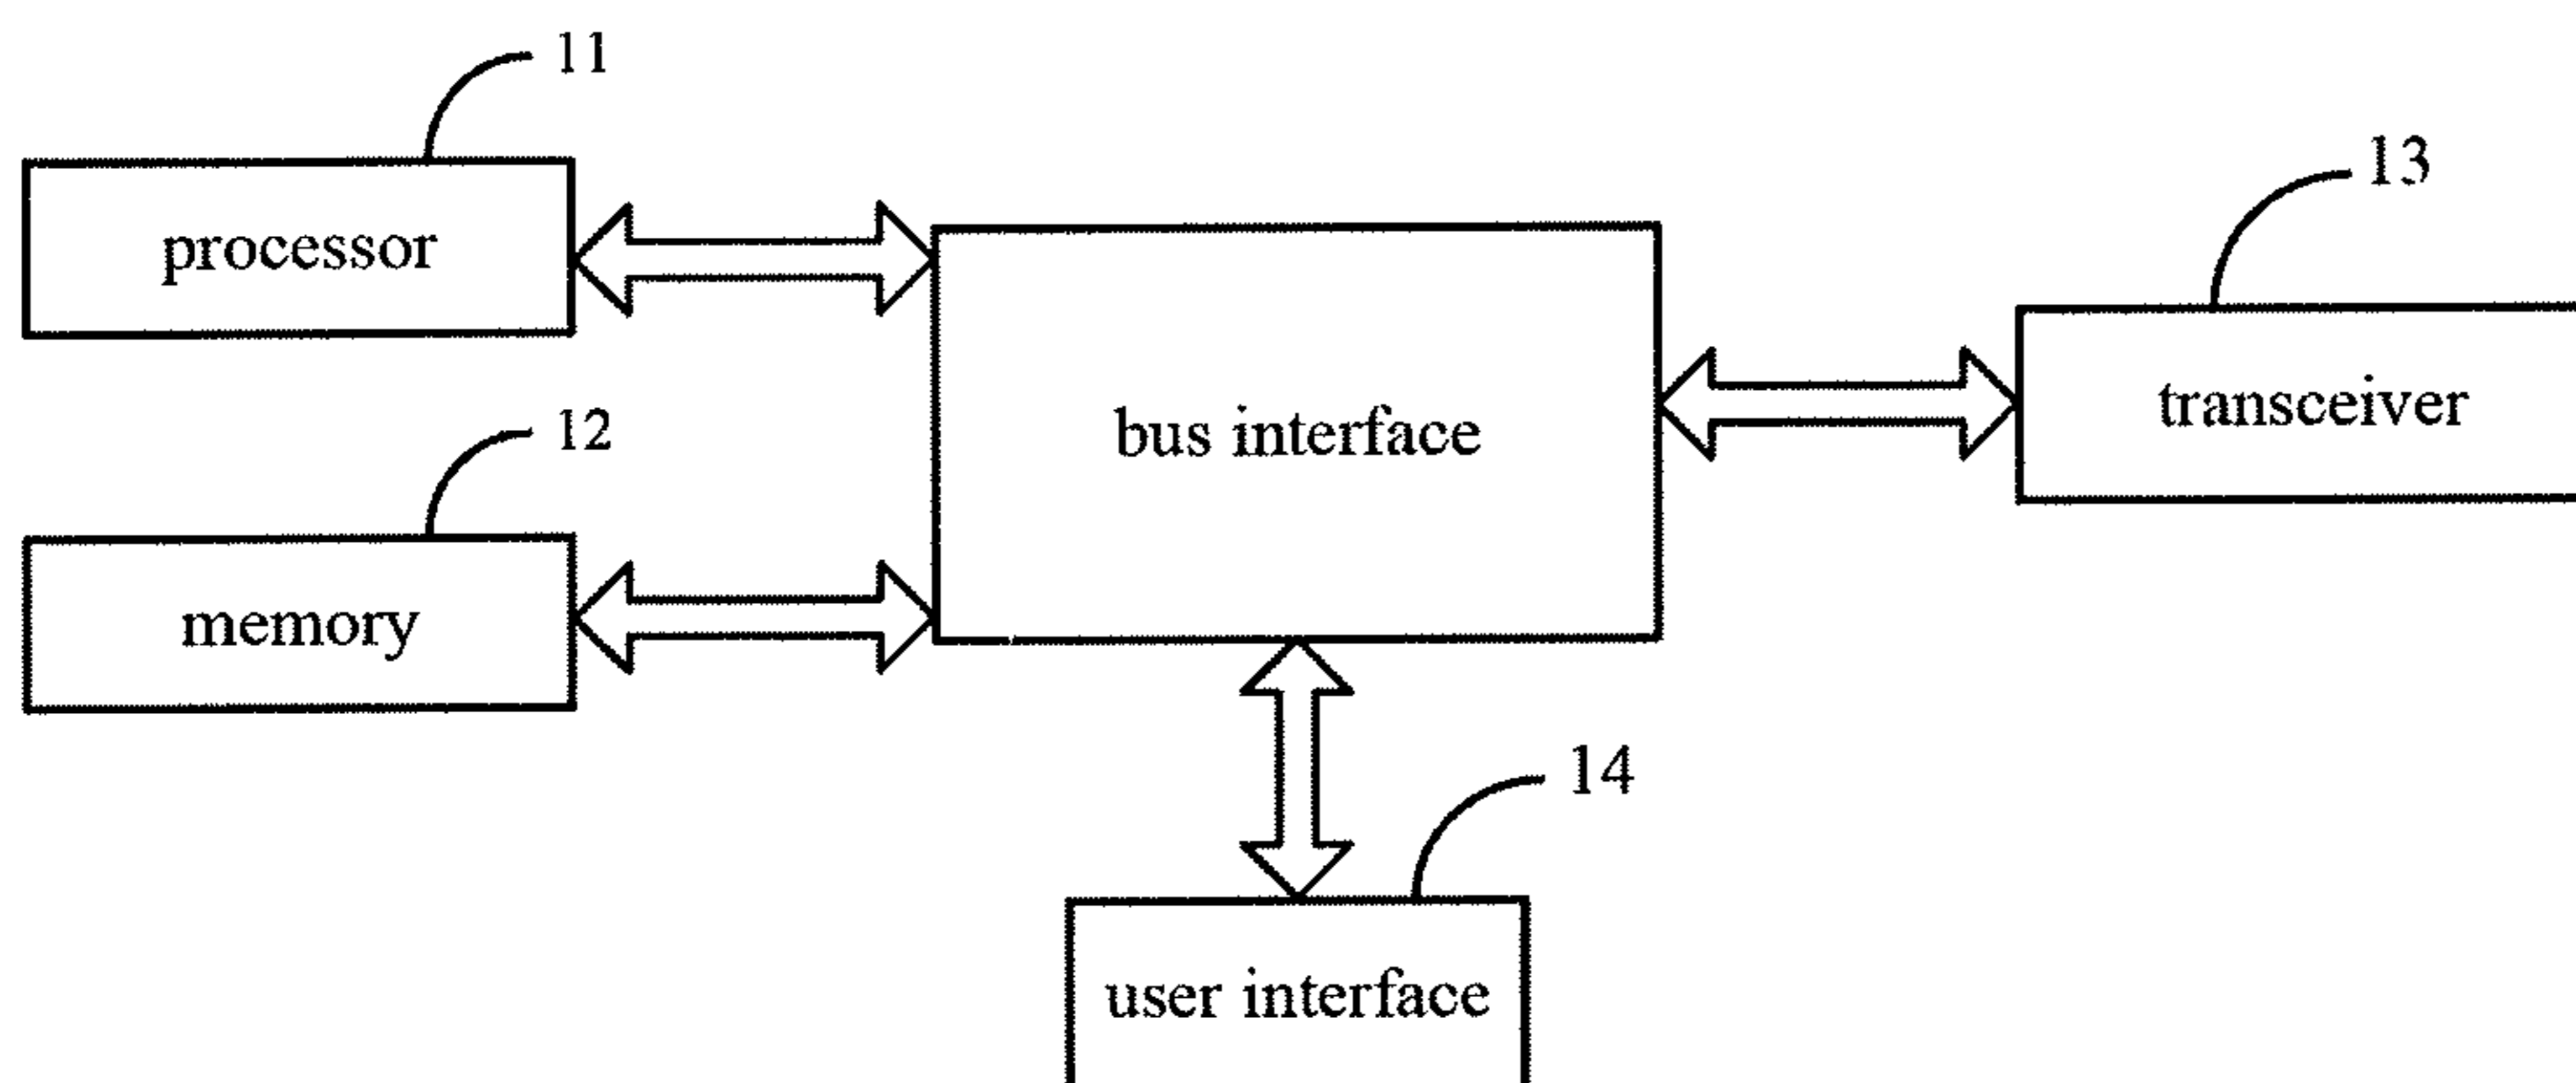 11
processor
13
bus interface
transceiver
12
memory
14
user interface